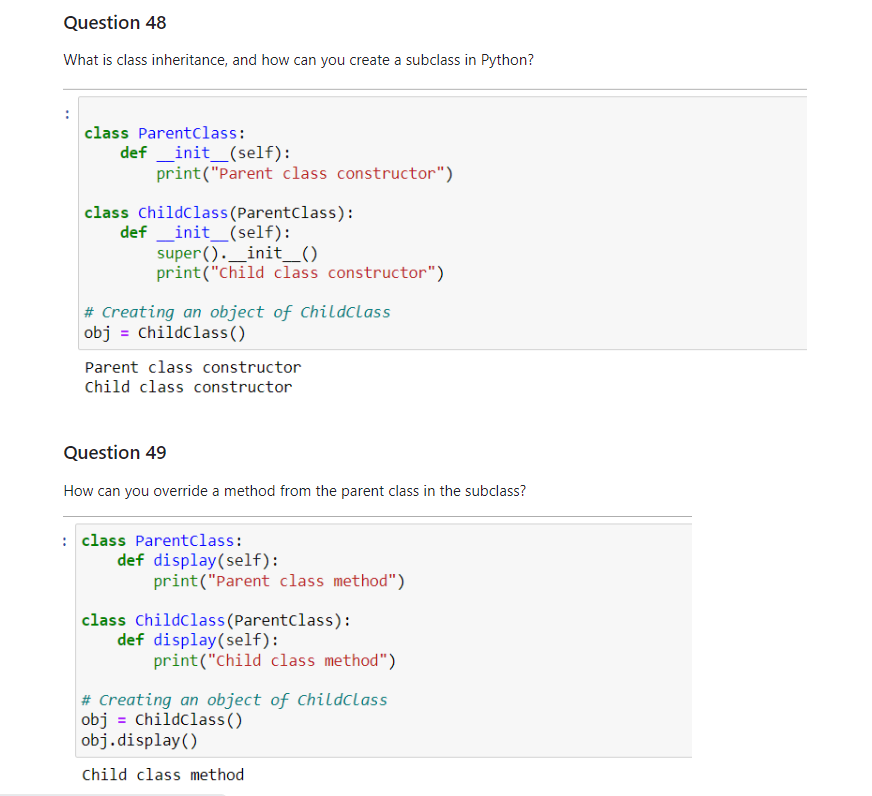 Question 48
What is class inheritance, and how can you create a subclass in Python?
:
class ParentClass:
    def __init__(self):
        print("Parent class constructor")
class ChildClass(ParentClass):
    def __init__(self):
        super().__init__()
        print("Child class constructor")
# Creating an object of ChildClass
obj = ChildClass()
Parent class constructor
Child class constructor
Question 49
How can you override a method from the parent class in the subclass?
: class ParentClass:
    def display(self):
        print("Parent class method")
class ChildClass(ParentClass):
    def display(self):
        print("Child class method")
# Creating an object of ChildClass
obj = ChildClass()
obj.display()
Child class method